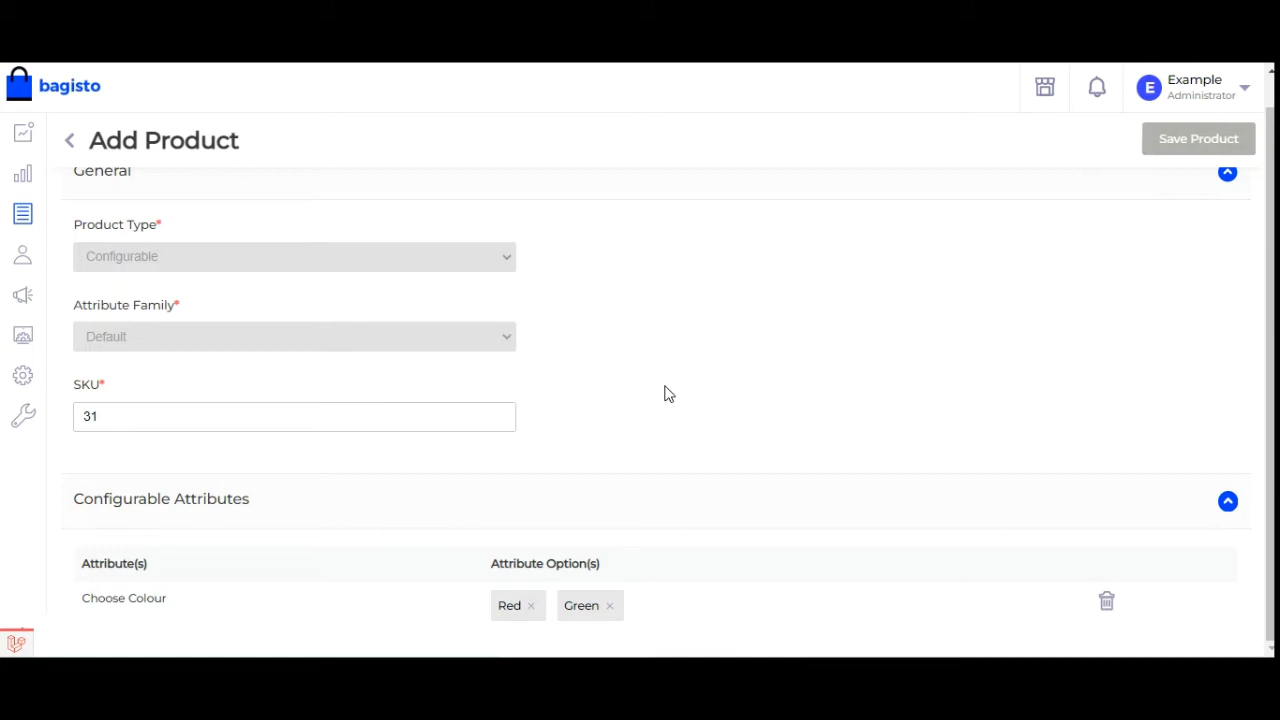 bagisto
E
Example
Administrator
Add Product
Save Product
General
Product Type*
Configurable
Attribute Family*
Default
SKU*
31
Configurable Attributes
Attribute(s)
Attribute Option(s)
Choose Colour
Red ×
Green ×